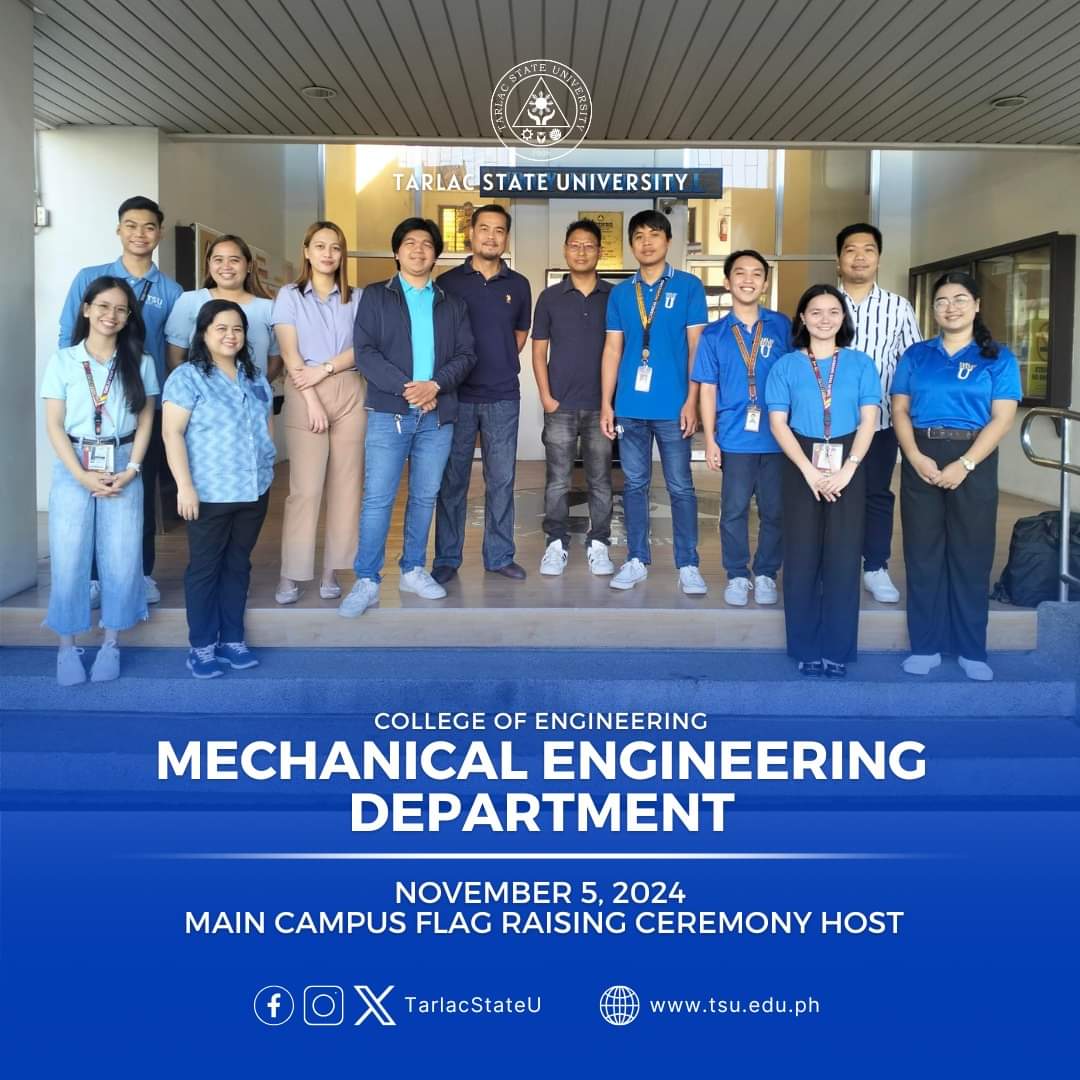 TARLAC STATE UNIVERSITY
TARLAC STATE UNIVERSITY
TSU
U
U
U
COLLEGE OF ENGINEERING
MECHANICAL ENGINEERING
DEPARTMENT
NOVEMBER 5, 2024
MAIN CAMPUS FLAG RAISING CEREMONY HOST
TarlacStateU
www.tsu.edu.ph